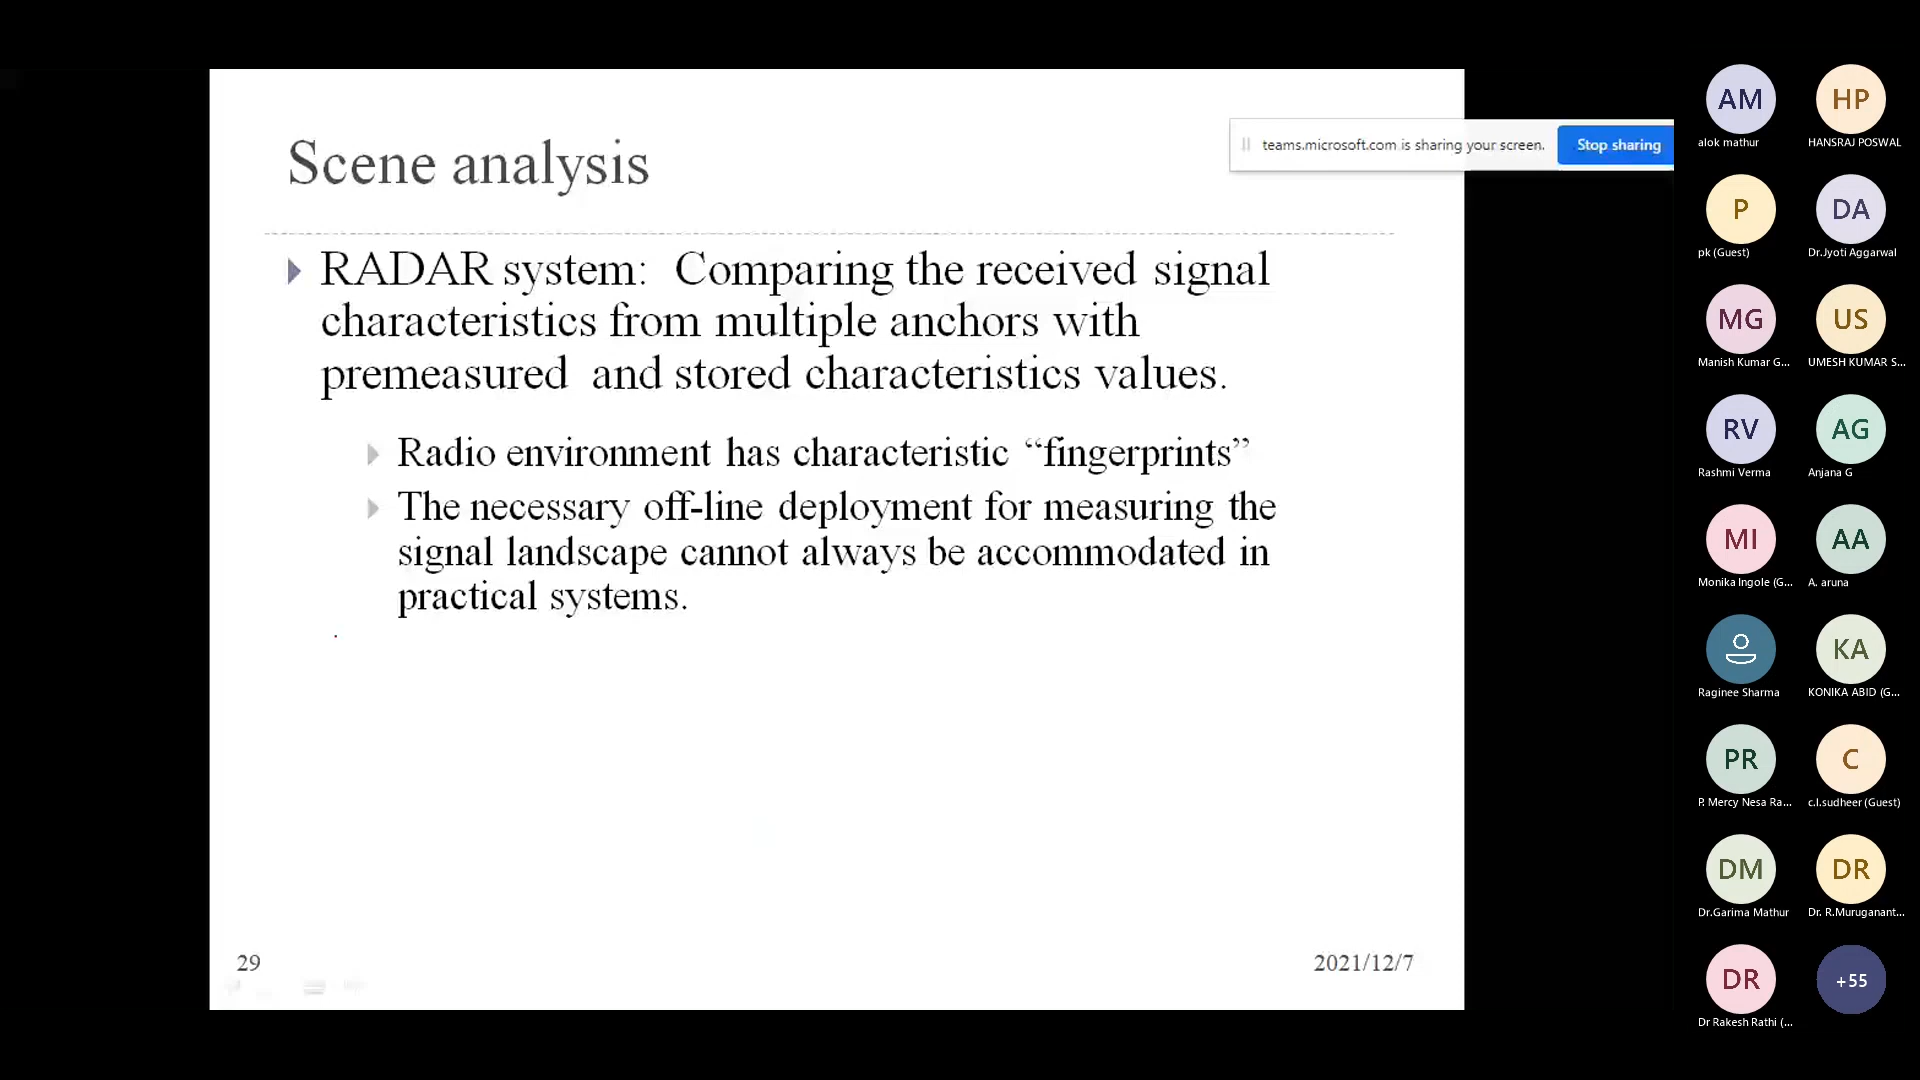 Scene analysis
teams.microsoft.com is sharing your screen.
Stop sharing
RADAR system: Comparing the received signal
characteristics from multiple anchors with
premeasured and stored characteristics values.
Radio environment has characteristic “fingerprints”
The necessary off-line deployment for measuring the
signal landscape cannot always be accommodated in
practical systems.
29
2021/12/7
AM
alok mathur
HP
HANSRAJ POSWAL
P
pk (Guest)
DA
Dr.Jyoti Aggarwal
MG
Manish Kumar G...
US
UMESH KUMAR S...
RV
Rashmi Verma
AG
Anjana G
MI
Monika Ingole (G...
AA
A. aruna
Raginee Sharma
KA
KONIKA ABID (G...
PR
P. Mercy Nesa Ra...
C
c.l.sudheer (Guest)
DM
Dr.Garima Mathur
DR
Dr. R.Muruganant...
DR
Dr Rakesh Rathi (...
+55